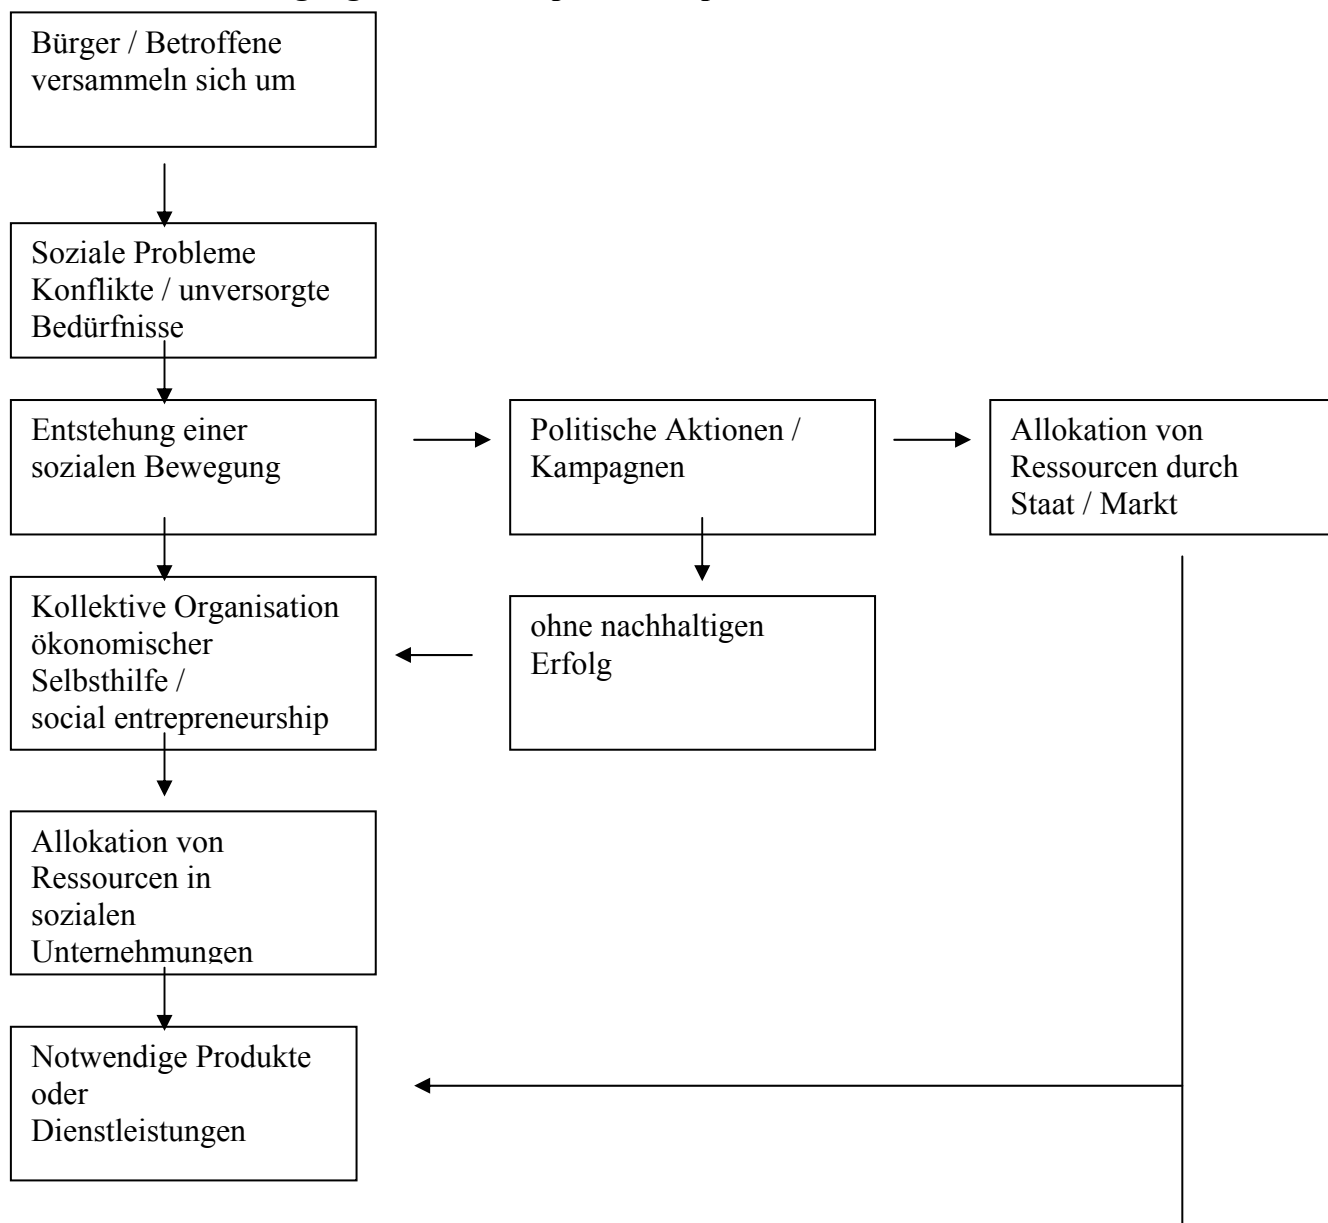 Bürger / Betroffene
versammeln sich um
Soziale Probleme
Konflikte / unversorgte
Bedürfnisse
Entstehung einer
sozialen Bewegung
Politische Aktionen /
Kampagnen
Allokation von
Ressourcen durch
Staat / Markt
Kollektive Organisation
ökonomischer
Selbsthilfe /
social entrepreneurship
ohne nachhaltigen
Erfolg
Allokation von
Ressourcen in
sozialen
Unternehmungen
Notwendige Produkte
oder
Dienstleistungen